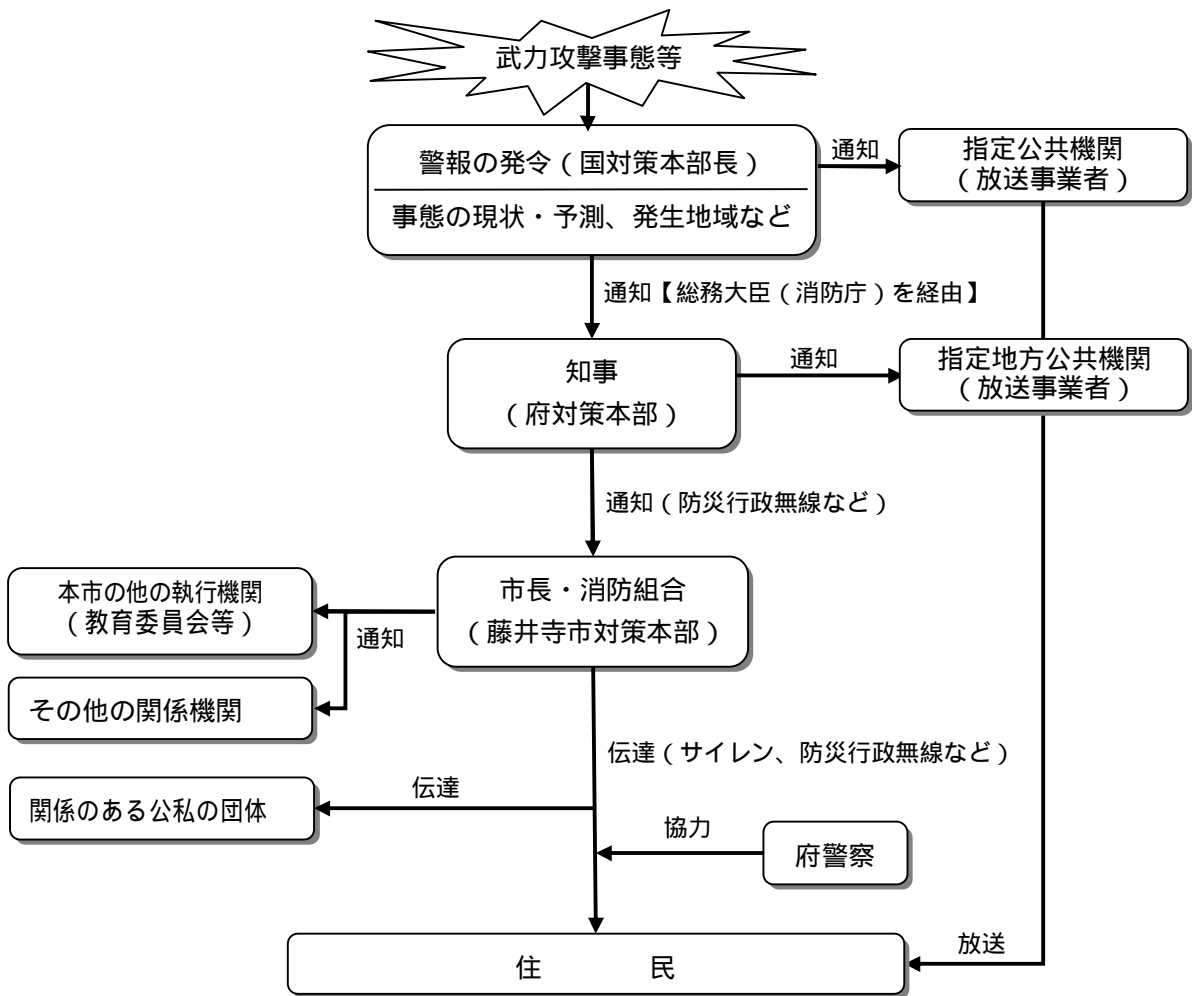 武力攻撃事態等
警報の発令（国対策本部長）
事態の現状・予測、発生地域など
通知
指定公共機関
（放送事業者）
通知【総務大臣（消防庁）を経由】
知事
（府対策本部）
通知
指定地方公共機関
（放送事業者）
通知（防災行政無線など）
市長・消防組合
（藤井寺市対策本部）
本市の他の執行機関
（教育委員会等）
通知
その他の関係機関
伝達（サイレン、防災行政無線など）
関係のある公私の団体
伝達
協力
府警察
放送
住　　　　民